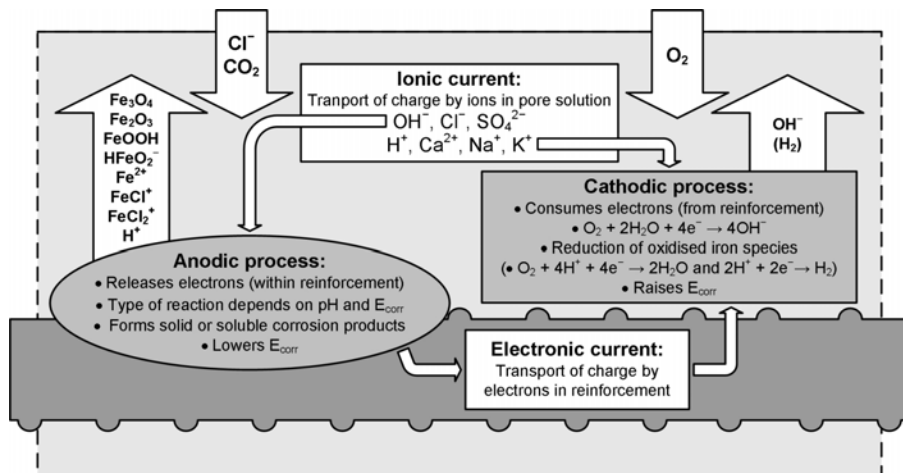 Cl⁻
CO₂
O₂
Ionic current:
Tranport of charge by ions in pore solution
OH⁻, Cl⁻, SO₄²⁻
H⁺, Ca²⁺, Na⁺, K⁺
Fe₃O₄
Fe₂O₃
FeOOH
HFeO₂⁻
Fe²⁺
FeCl⁺
FeCl₂⁺
H⁺
OH⁻
(H₂)
Cathodic process:
• Consumes electrons (from reinforcement)
• O₂ + 2H₂O + 4e⁻ → 4OH⁻
• Reduction of oxidised iron species
(• O₂ + 4H⁺ + 4e⁻ → 2H₂O and 2H⁺ + 2e⁻→ H₂)
• Raises E_corr
Anodic process:
• Releases electrons (within reinforcement)
• Type of reaction depends on pH and E_corr
• Forms solid or soluble corrosion products
• Lowers E_corr
Electronic current:
Transport of charge by
electrons in reinforcement